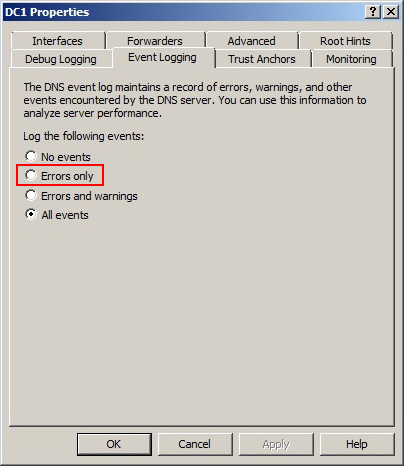 DC1 Properties
Interfaces
Forwarders
Advanced
Root Hints
Debug Logging
Event Logging
Trust Anchors
Monitoring
The DNS event log maintains a record of errors, warnings, and other
events encountered by the DNS server. You can use this information to
analyze server performance.
Log the following events:
No events
Errors only
Errors and warnings
All events
OK
Cancel
Apply
Help